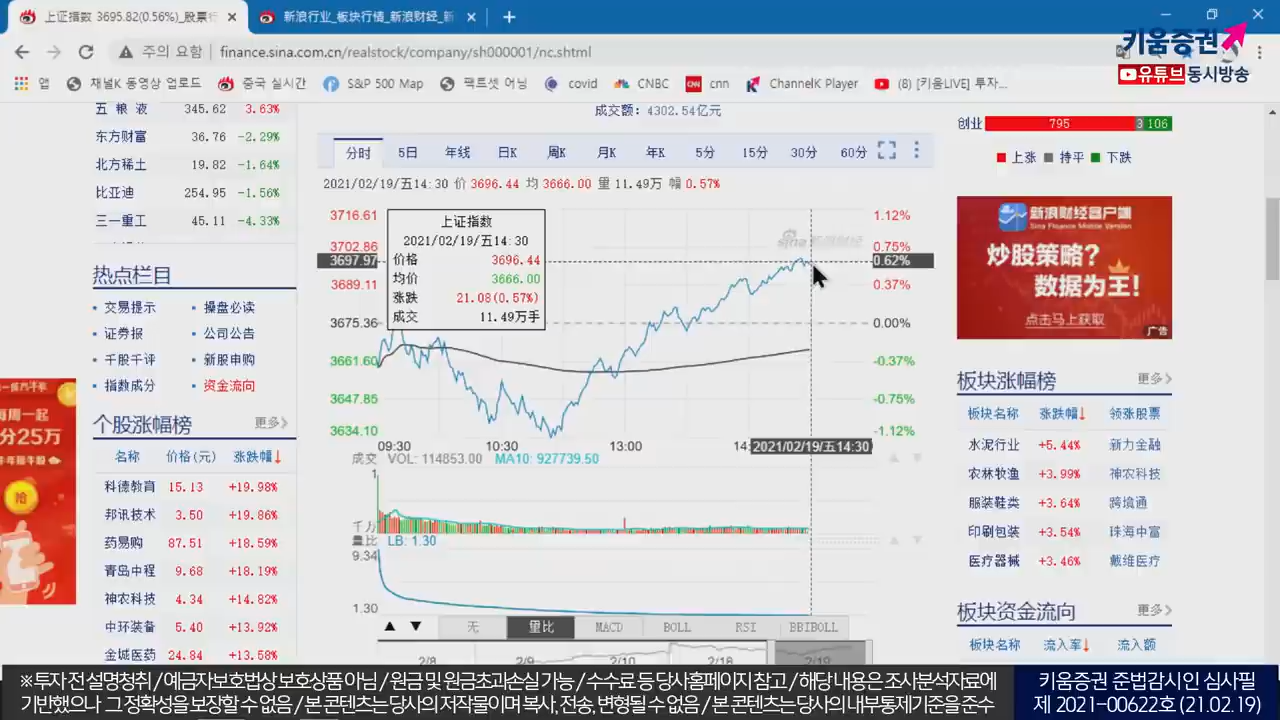 上证指数 3695.82(0.56%)_股票行
新浪行业_板块行情_新浪财经_新
주의 요함
finance.sina.com.cn/realstock/company/sh000001/nc.shtml
키움증권
유튜브동시방송
앱
채널K 동영상 업로드
중국 실시간
S&P 500 Map
covid
CNBC
cnn
ChannelK Player
(8) [키움LIVE] 투자...
五 粮 液 345.62 3.63%
东方财富 36.76 -2.29%
北方稀土 19.82 -1.64%
比亚迪 254.95 -1.56%
三一重工 45.11 -4.33%
热点栏目
交易提示 操盘必读
证券报 公司公告
千股千评 新股申购
指数成分 资金流向
个股涨幅榜 更多
名称 价格(元) 涨跌幅↓
科德教育 15.13 +19.98%
邦讯技术 3.50 +19.86%
药易购 87.51 +18.59%
青岛中程 9.68 +18.19%
神农科技 4.34 +14.82%
中环装备 5.40 +13.92%
金城医药 24.84 +13.58%
成交额: 4302.54亿元
分时 5日 年线 日K 周K 月K 年K 5分 15分 30分 60分
2021/02/19/五14:30 价 3696.44 均 3666.00 量 11.49万 幅 0.57%
3716.61 1.12%
3702.86 0.75%
3697.97 0.62%
3689.11 0.37%
3675.36 0.00%
3661.60 -0.37%
3647.85 -0.75%
3634.10 -1.12%
上证指数
2021/02/19/五14:30
价格 3696.44
均价 3666.00
涨跌 21.08(0.57%)
成交 11.49万手
09:30 10:30 13:00 14: 2021/02/19/五14:30
MA10: 927739.50
1
千万
量比 LB: 1.30
9.34
1.30
无 量比 MACD BOLL RSI BBIBOLL
2/8 2/9 2/10 2/18 2/19
创业 795 3 106
上涨 持平 下跌
新浪财经客户端
Sina Finance Mobile Version
炒股策略?
数据为王!
点击马上获取
广告
板块涨幅榜 更多
板块名称 涨跌幅↓ 领涨股票
水泥行业 +5.44% 新力金融
农林牧渔 +3.99% 神农科技
服装鞋类 +3.64% 跨境通
印刷包装 +3.54% 珠海中富
医疗器械 +3.46% 戴维医疗
板块资金流向 更多
板块名称 流入率↓ 流入额
每周一起
分25万
抢
※ 투자 전 설명청취 / 예금자보호법상 보호상품 아님 / 원금 및 원금초과손실 가능 / 수수료 등 당사 홈페이지 참고 / 해당 내용은 조사분석자료에
기반했으나 그 정확성을 보장할 수 없음 / 본 콘텐츠는 당사의 저작물이며 복사, 전송, 변형될 수 없음 / 본 콘텐츠는 당사의 내부통제기준을 준수
키움증권 준법감시인 심사필
제 2021-00622호 (21.02.19)